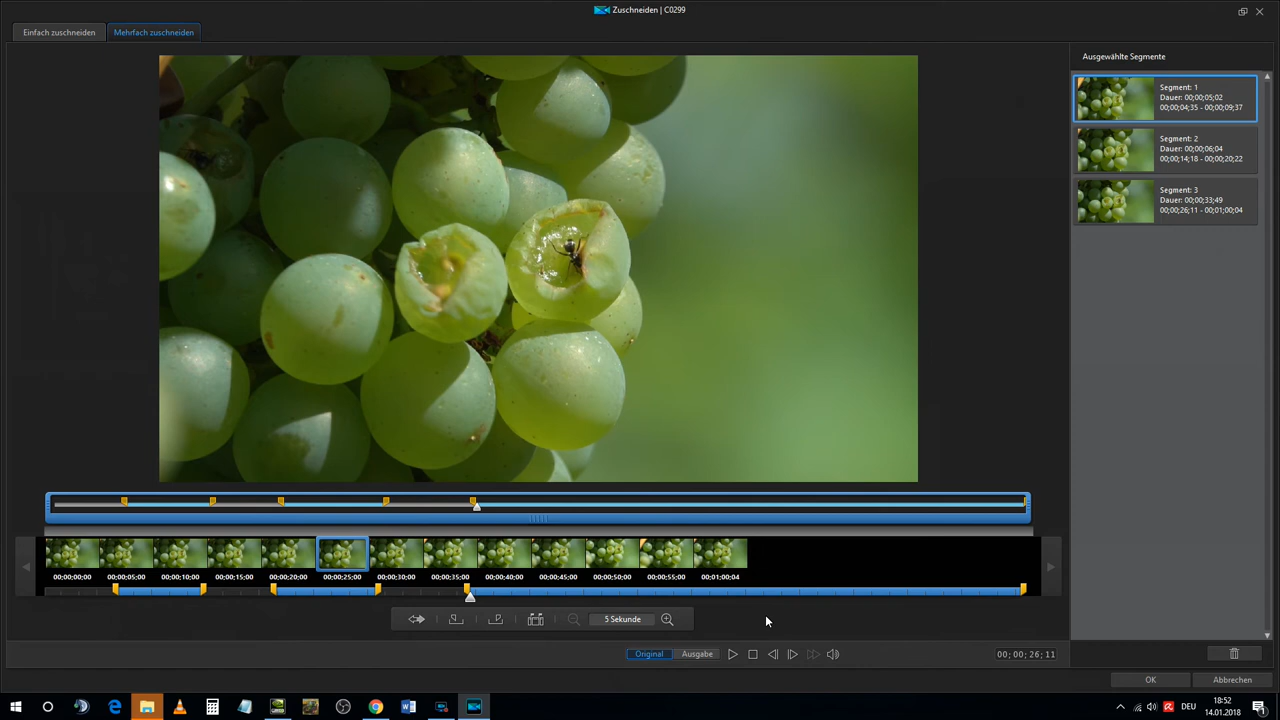 Zuschneiden | C0299
Einfach zuschneiden
Mehrfach zuschneiden
Ausgewählte Segmente
Segment: 1
Dauer: 00;00;05;02
00;00;04;35 - 00;00;09;37
Segment: 2
Dauer: 00;00;06;04
00;00;14;18 - 00;00;20;22
Segment: 3
Dauer: 00;00;33;49
00;00;26;11 - 00;01;00;04
00;00;00;00 00;00;05;00 00;00;10;00 00;00;15;00 00;00;20;00 00;00;25;00 00;00;30;00 00;00;35;00 00;00;40;00 00;00;45;00 00;00;50;00 00;00;55;00 00;01;00;04
5 Sekunde
Original Ausgabe
00; 00; 26; 11
OK Abbrechen
DEU
18:52
14.01.2018